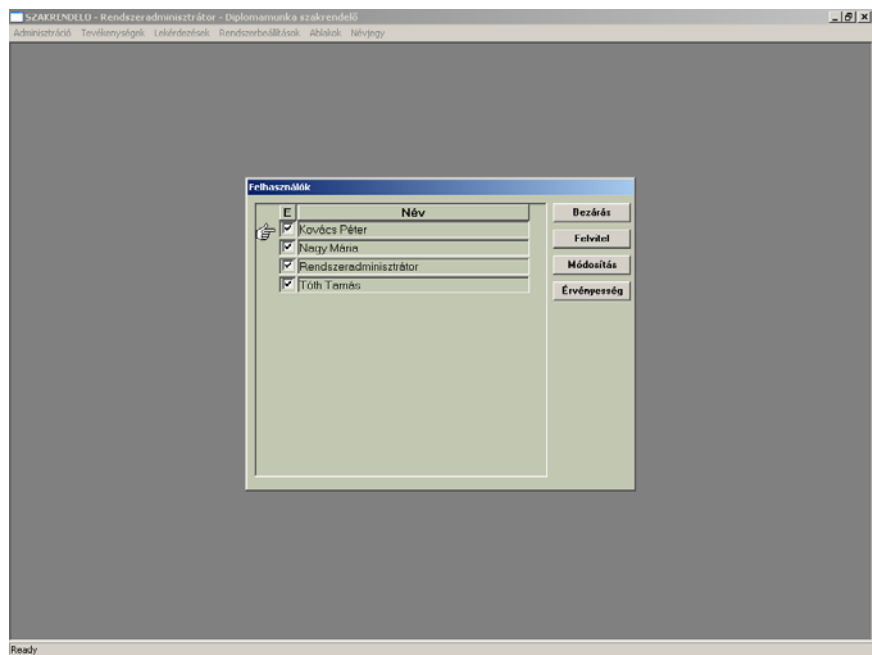 SZAKRENDELO - Rendszeradminisztrátor - Diplomamunka szakrendelő
Adminisztráció Tevékenységek Lekérdezések Rendszerbeállítások Ablakok Névjegy
Felhasználók
E Név
Kovács Péter
Nagy Mária
Rendszeradminisztrátor
Tóth Tamás
Bezárás
Felvitel
Módosítás
Érvényesség
Ready